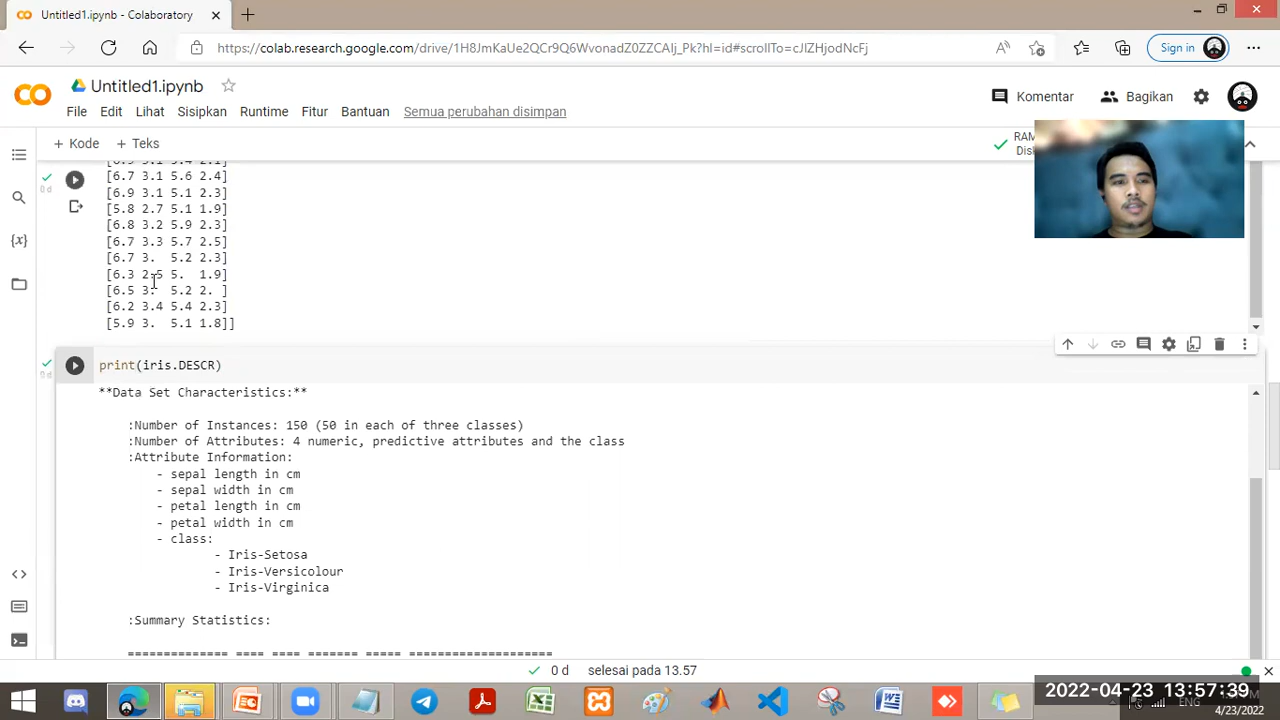 Untitled1.ipynb - Colaboratory
https://colab.research.google.com/drive/1H8JmKaUe2QCr9Q6WvonadZ0ZZCAIj_Pk?hl=id#scrollTo=cJlZHjodNcFj
Sign in
Untitled1.ipynb
File Edit Lihat Sisipkan Runtime Fitur Bantuan Semua perubahan disimpan
Komentar
Bagikan
+ Kode + Teks
RAM
Disk
[6.7 3.1 5.6 2.4]
[6.9 3.1 5.1 2.3]
[5.8 2.7 5.1 1.9]
[6.8 3.2 5.9 2.3]
[6.7 3.3 5.7 2.5]
[6.7 3. 5.2 2.3]
[6.3 2.5 5. 1.9]
[6.5 3. 5.2 2. ]
[6.2 3.4 5.4 2.3]
[5.9 3. 5.1 1.8]]
print(iris.DESCR)
**Data Set Characteristics:**
:Number of Instances: 150 (50 in each of three classes)
:Number of Attributes: 4 numeric, predictive attributes and the class
:Attribute Information:
- sepal length in cm
- sepal width in cm
- petal length in cm
- petal width in cm
- class:
- Iris-Setosa
- Iris-Versicolour
- Iris-Virginica
:Summary Statistics:
============== ==== ==== ======= ===== ====================
0 d selesai pada 13.57
2022-04-23 13:57:39
ENG
4/23/2022